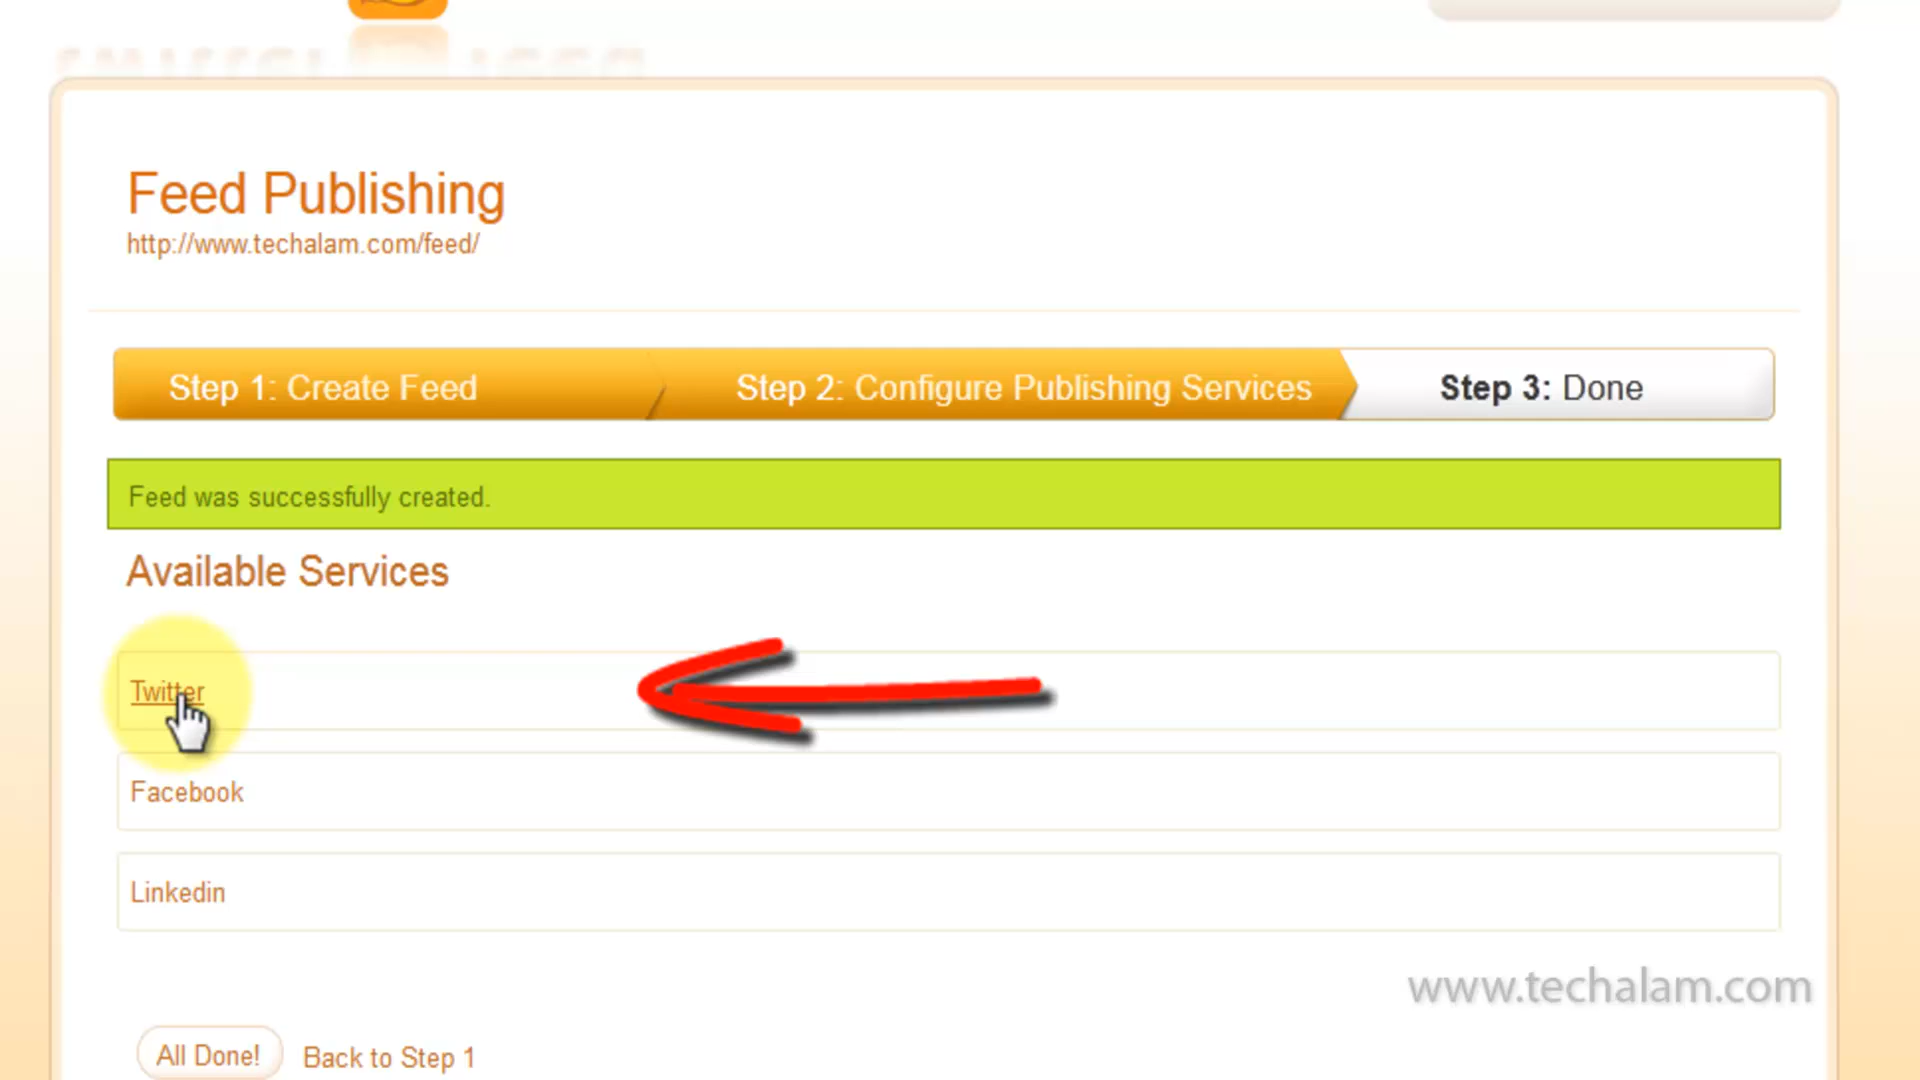 Feed Publishing
http://www.techalam.com/feed/
Step 1: Create Feed Step 2: Configure Publishing Services Step 3: Done
Feed was successfully created.
Available Services
Twitter
Facebook
Linkedin
www.techalam.com
All Done! Back to Step 1